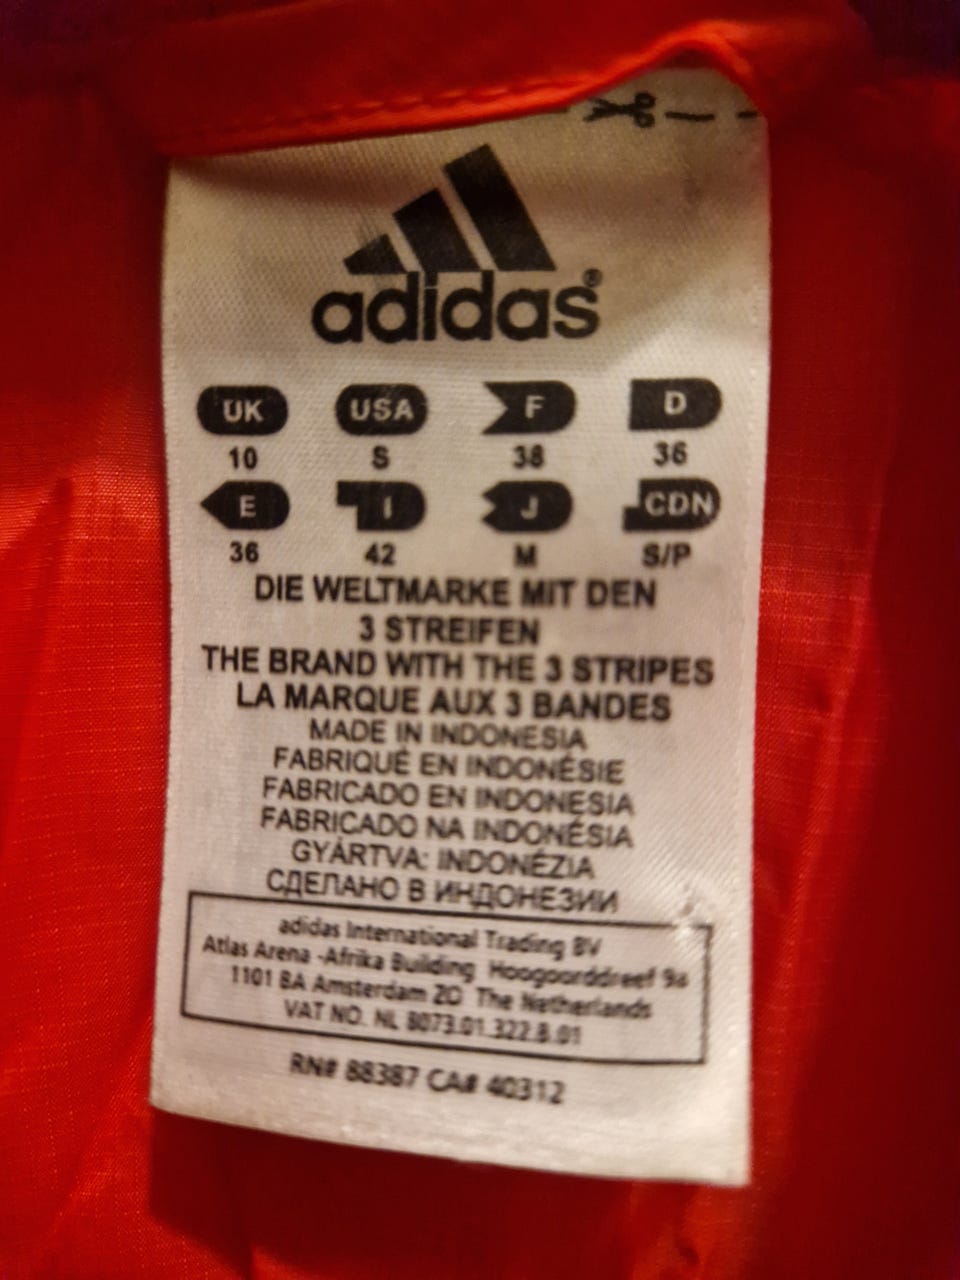 adidas®
UK USA F D
10 S 38 36
E I J CDN
36 42 M S/P
DIE WELTMARKE MIT DEN
3 STREIFEN
THE BRAND WITH THE 3 STRIPES
LA MARQUE AUX 3 BANDES
MADE IN INDONESIA
FABRIQUÉ EN INDONÉSIE
FABRICADO EN INDONESIA
FABRICADO NA INDONÉSIA
GYÁRTVA: INDONÉZIA
СДЕЛАНО В ИНДОНЕЗИИ
adidas International Trading BV
Atlas Arena -Afrika Building Hoogoorddreef 9a
1101 BA Amsterdam ZO The Netherlands
VAT NO. NL 8073.01.322.B.01
RN# 88387 CA# 40312